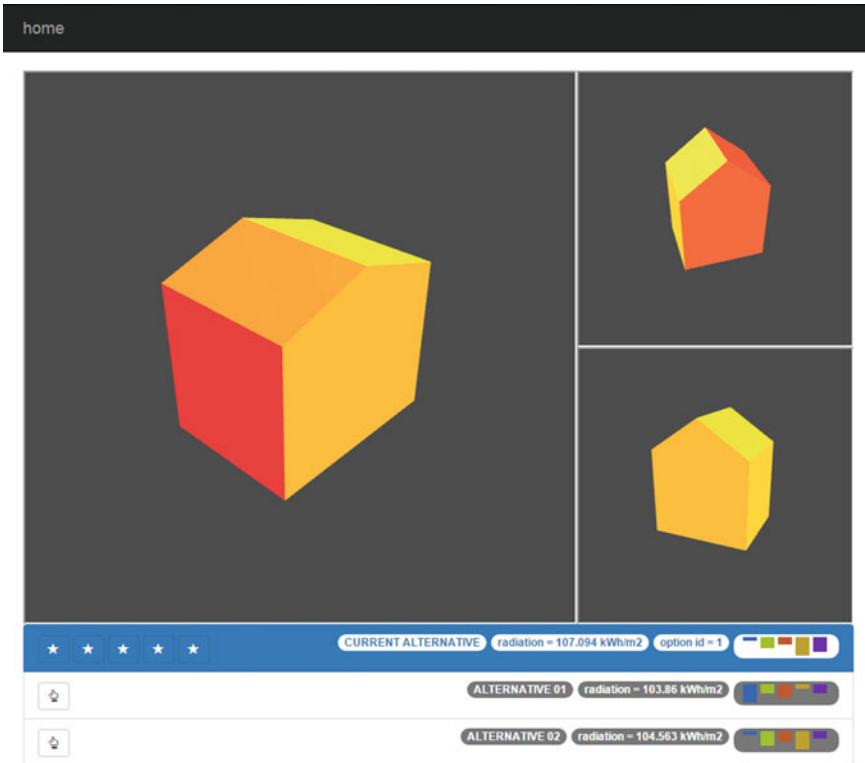 home
CURRENT ALTERNATIVE radiation = 107.094 kWh/m2 option id = 1
ALTERNATIVE 01 radiation = 103.86 kWh/m2
ALTERNATIVE 02 radiation = 104.563 kWh/m2